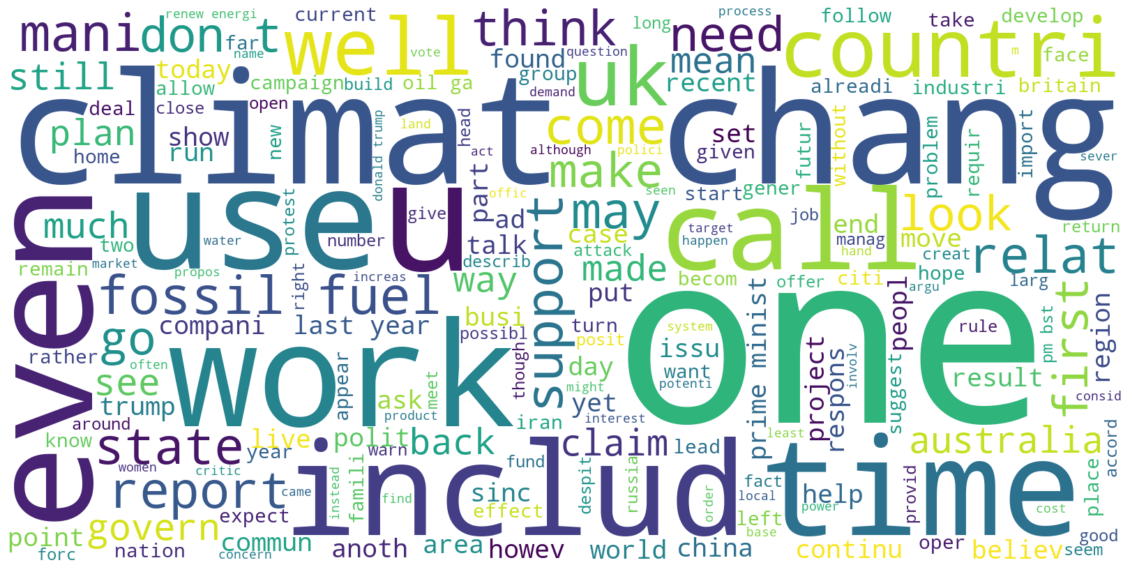 renew energi
current
think
need
long
process
take
develop
mani
don t
far
name
vote
well
found
question
mean
countri
follow
m
face
still
today
allow
campaign
build
oil ga
group
demand
uk
recent
alreadi
industri
britain
climat chang
deal
close
open
plan
show
home
run
new
donald trump
head
act
although
come
polici
land
set
given
futur
without
problem
requir
import
sever
make
offic
seen
start
gener
even
use
u
give
part
ad
support
may
call
job
target
happen
end
manag
hand
look
move
return
much
two
water
protest
number
talk
describ
case
attack
relat
creat
remain
market
propos
right
increas
way
made
becom
offer
citi
hope
argu
larg
fossil fuel
put
one
peopl
first
region
go
compani
last year
busi
possibl
turn
posit
system
rule
pm bst
rather
often
work
though
day
issu
want
potenti
prime minist
project
respons
involv
suggest
result
consid
see
trump
appear
ask
meet
might
yet
around
product
iran
interest
least
know
state
live
year
polit
back
claim
lead
australia
accord
women
critic
warn
famili
includ
time
report
came
instead
find
sinc
effect
fund
despit
russia
order
fact
local
power
help
provid
cost
place
point
govern
expect
left
base
forc
nation
commun
concern
anoth
area
howev
world
china
continu
oper
believ
good
seem